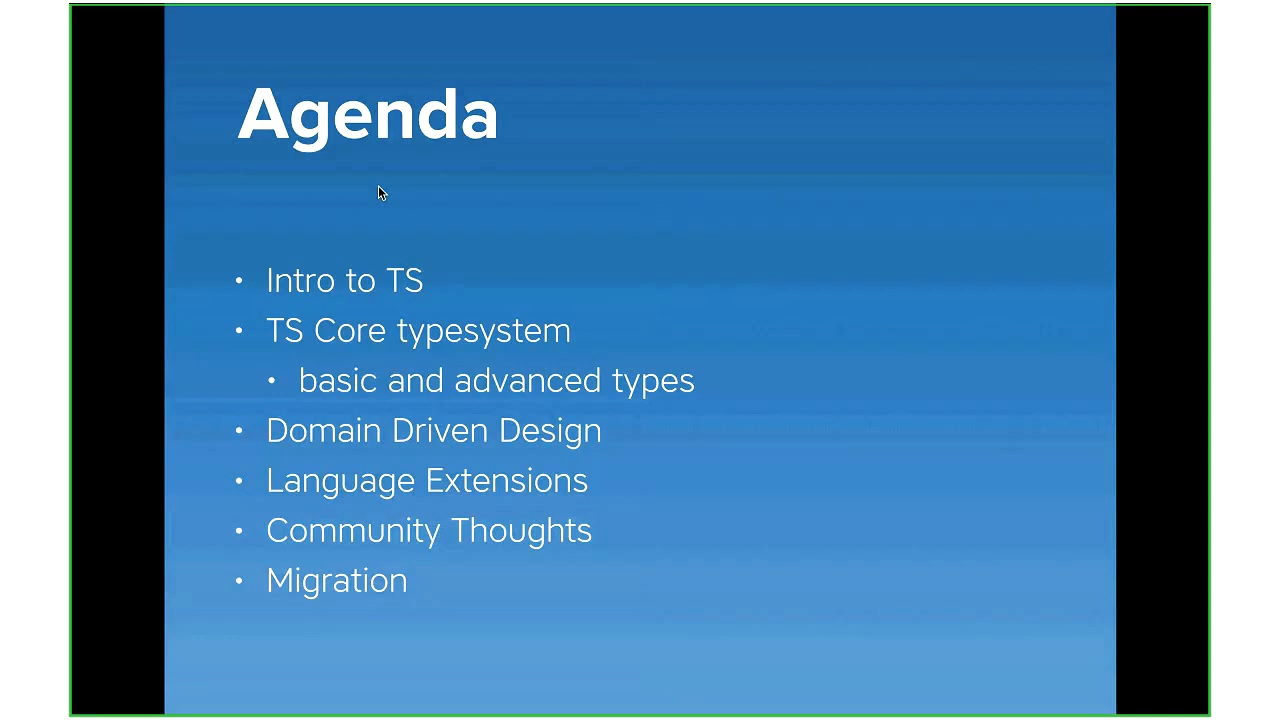 Agenda
• Intro to TS
• TS Core typesystem
• basic and advanced types
• Domain Driven Design
• Language Extensions
• Community Thoughts
• Migration